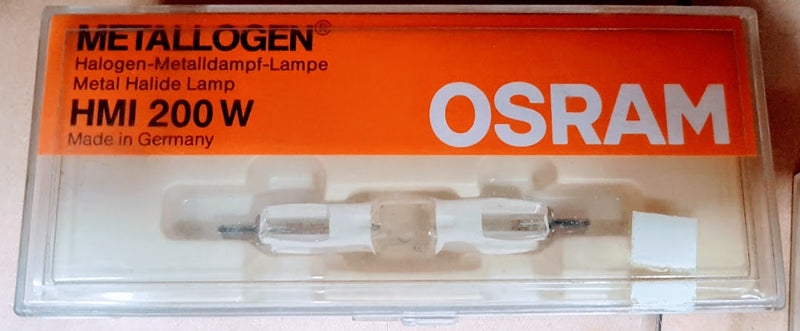 METALLOGEN®
Halogen-Metalldampf-Lampe
Metal Halide Lamp
HMI 200 W
Made in Germany
OSRAM